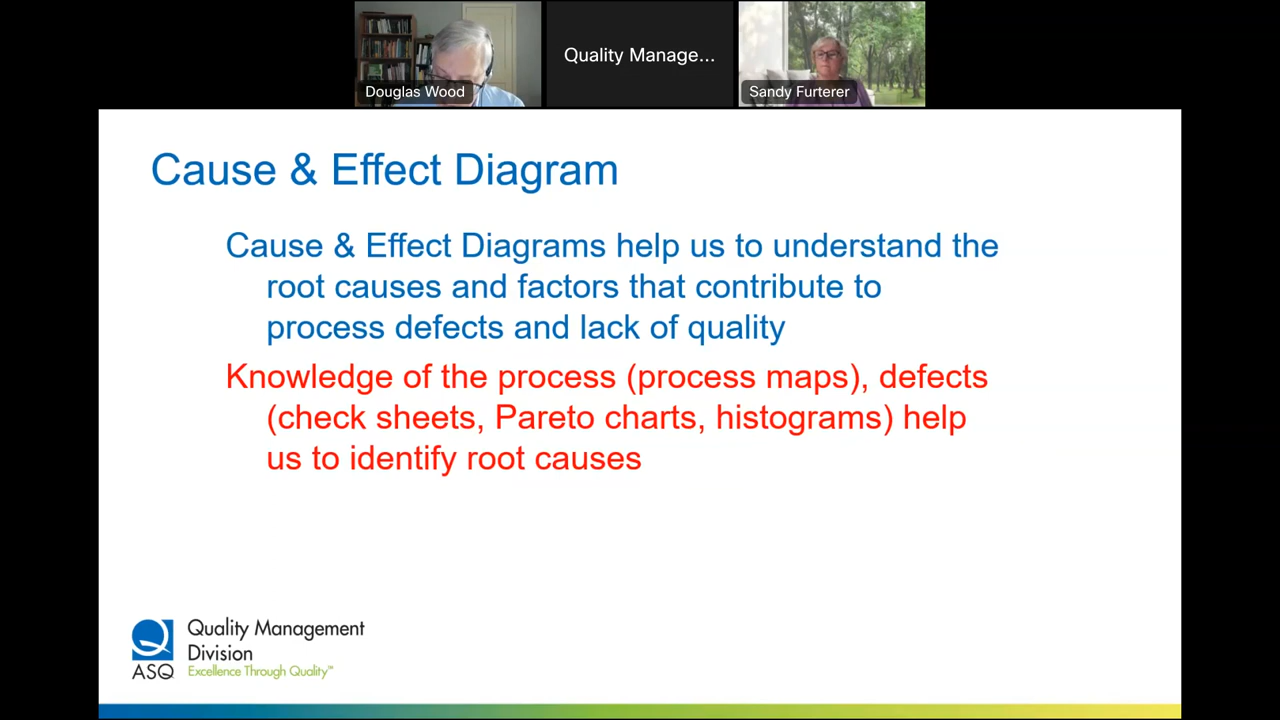 Douglas Wood
Quality Manage...
Sandy Furterer
Cause & Effect Diagram
Cause & Effect Diagrams help us to understand the
root causes and factors that contribute to
process defects and lack of quality
Knowledge of the process (process maps), defects
(check sheets, Pareto charts, histograms) help
us to identify root causes
Quality Management
Division
ASQ
Excellence Through Quality™